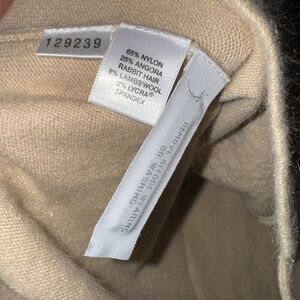 129239
65% NYLON
25% ANGORA
RABBIT HAIR
8% LAMBSWOOL
2% LYCRA®
SPANDEX
REMOVE BEFORE WEARING
OR WASHING